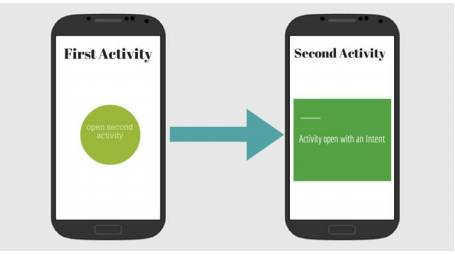 First Activity
open second
activity
Second Activity
Activity open with an Intent